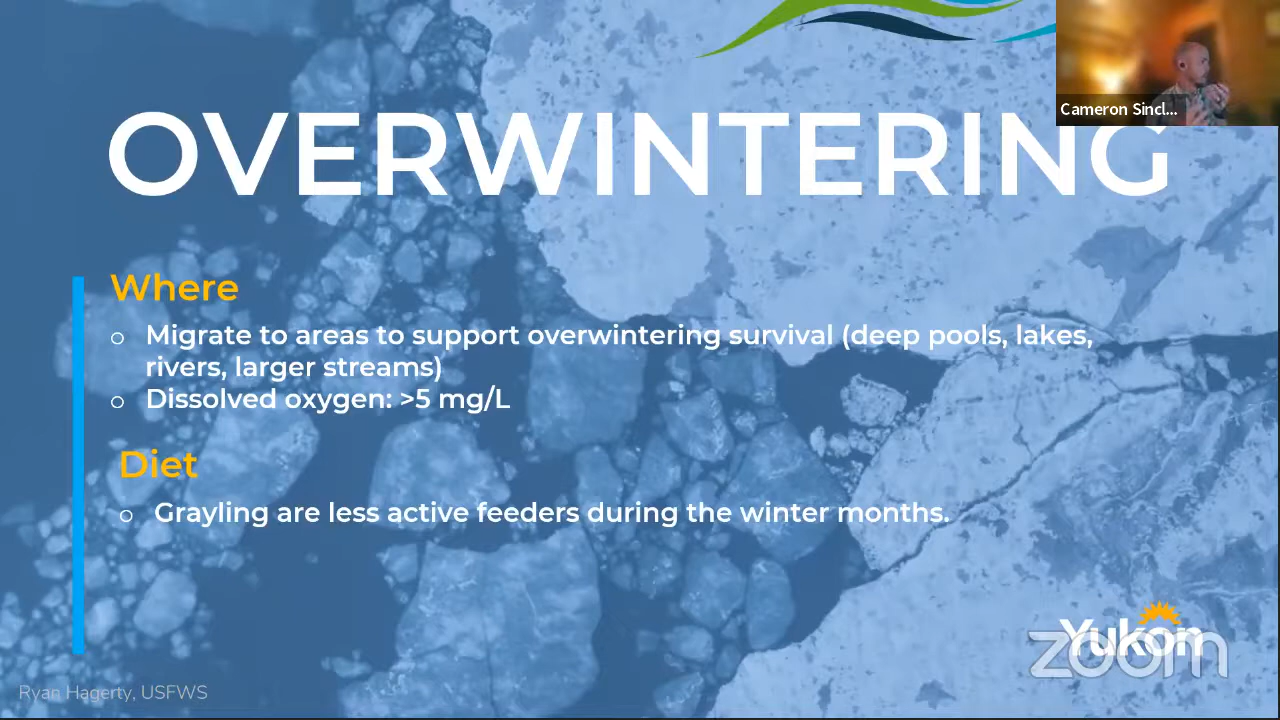 Cameron Sincl...
OVERWINTERING
Where
○ Migrate to areas to support overwintering survival (deep pools, lakes,
rivers, larger streams)
○ Dissolved oxygen: >5 mg/L
Diet
○ Grayling are less active feeders during the winter months.
Yukon
zoom
Ryan Hagerty, USFWS